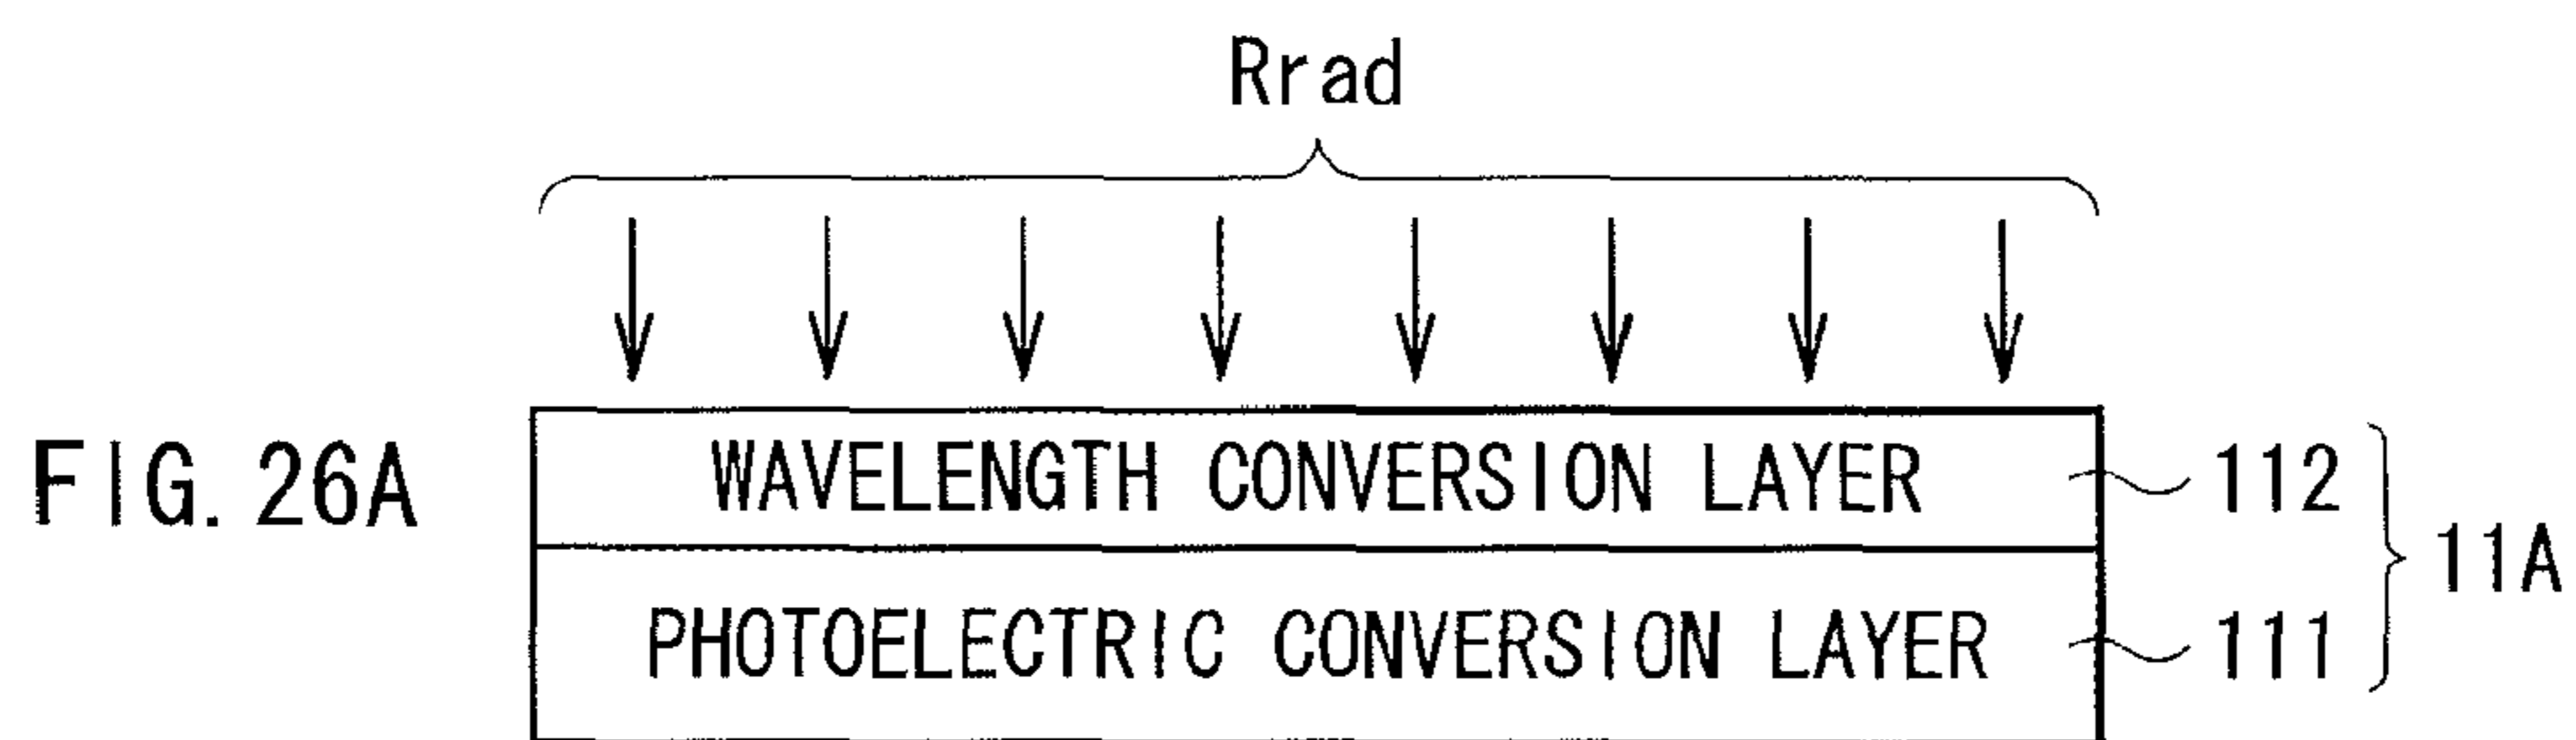 Rrad
FIG. 26A
WAVELENGTH CONVERSION LAYER
112
11A
PHOTOELECTRIC CONVERSION LAYER
111